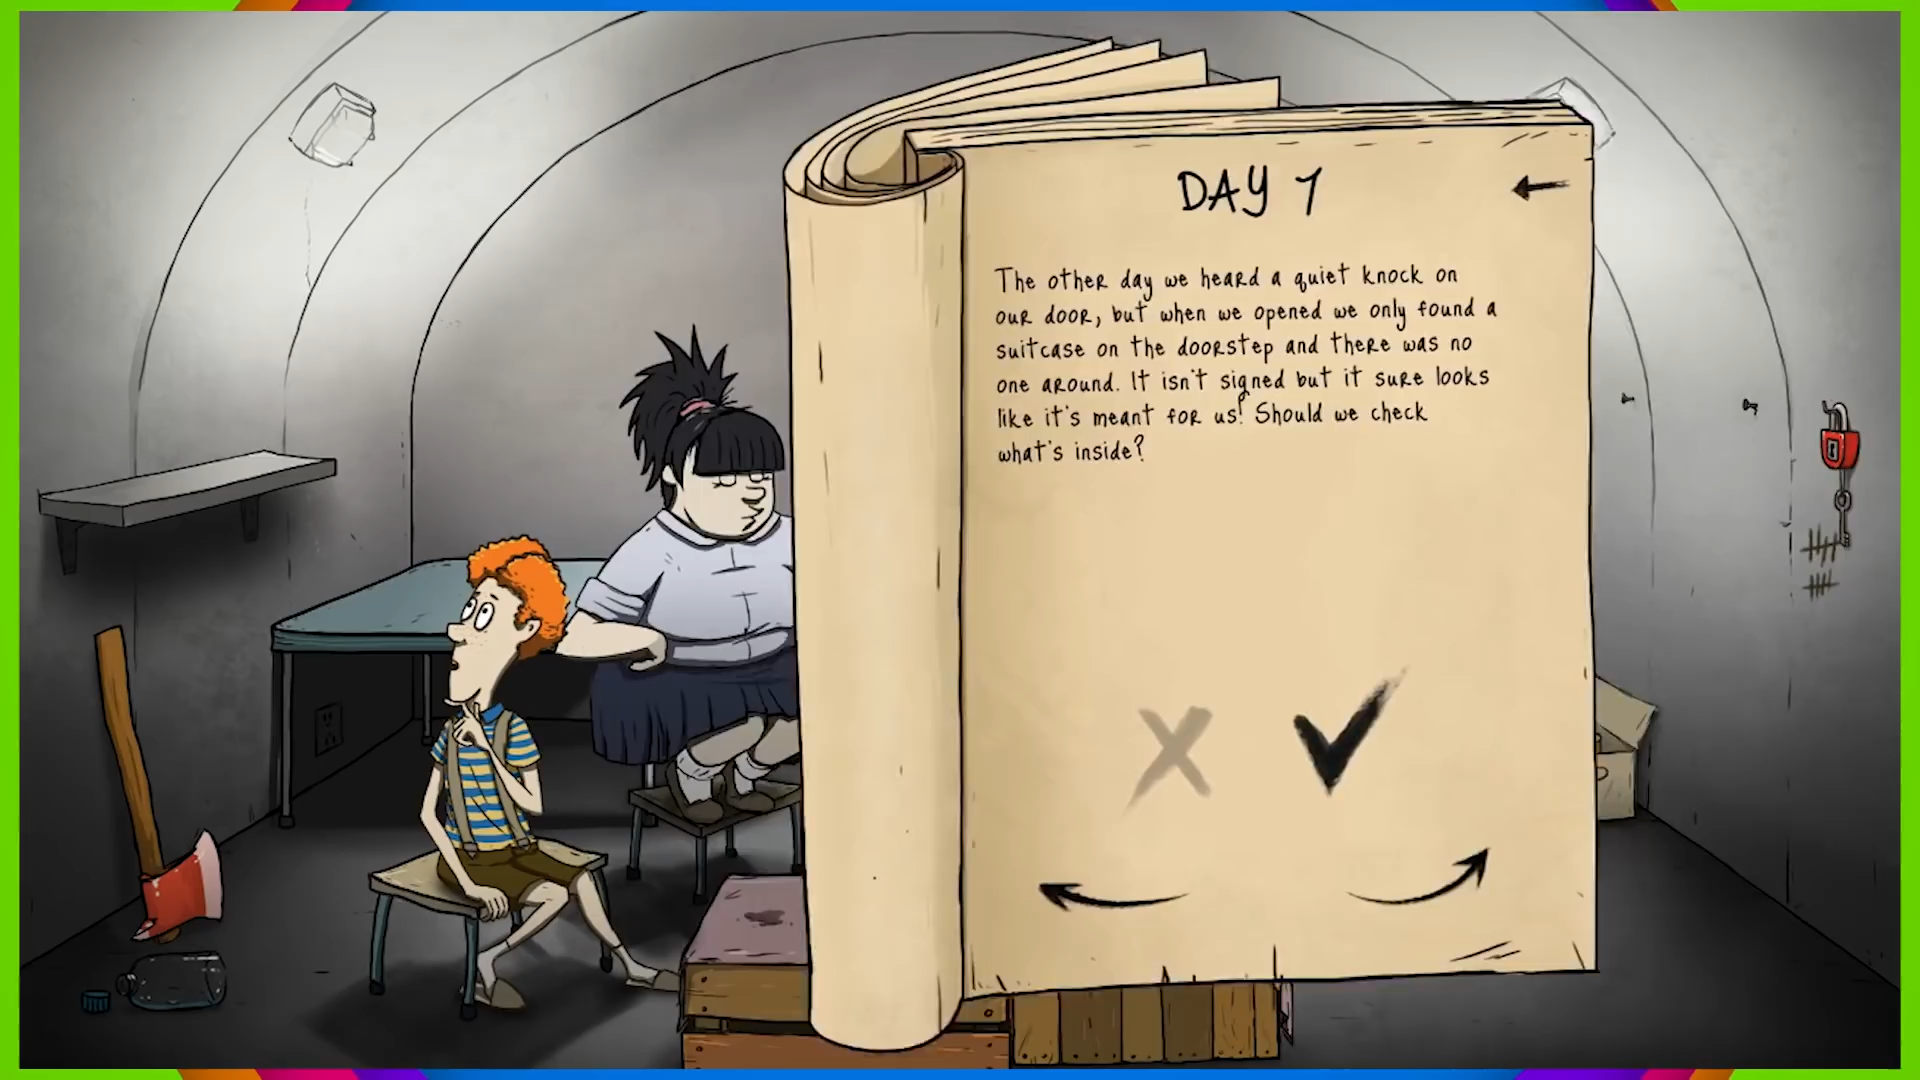 DAY 7
The other day we heard a quiet knock on
our door, but when we opened we only found a
suitcase on the doorstep and there was no
one around. It isn't signed but it sure looks
like it's meant for us! Should we check
what's inside?